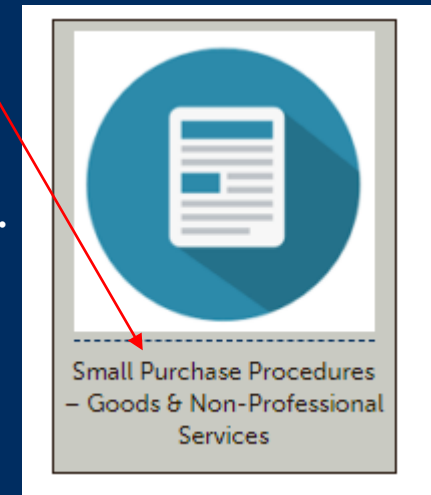 Small Purchase Procedures
– Goods & Non-Professional
Services